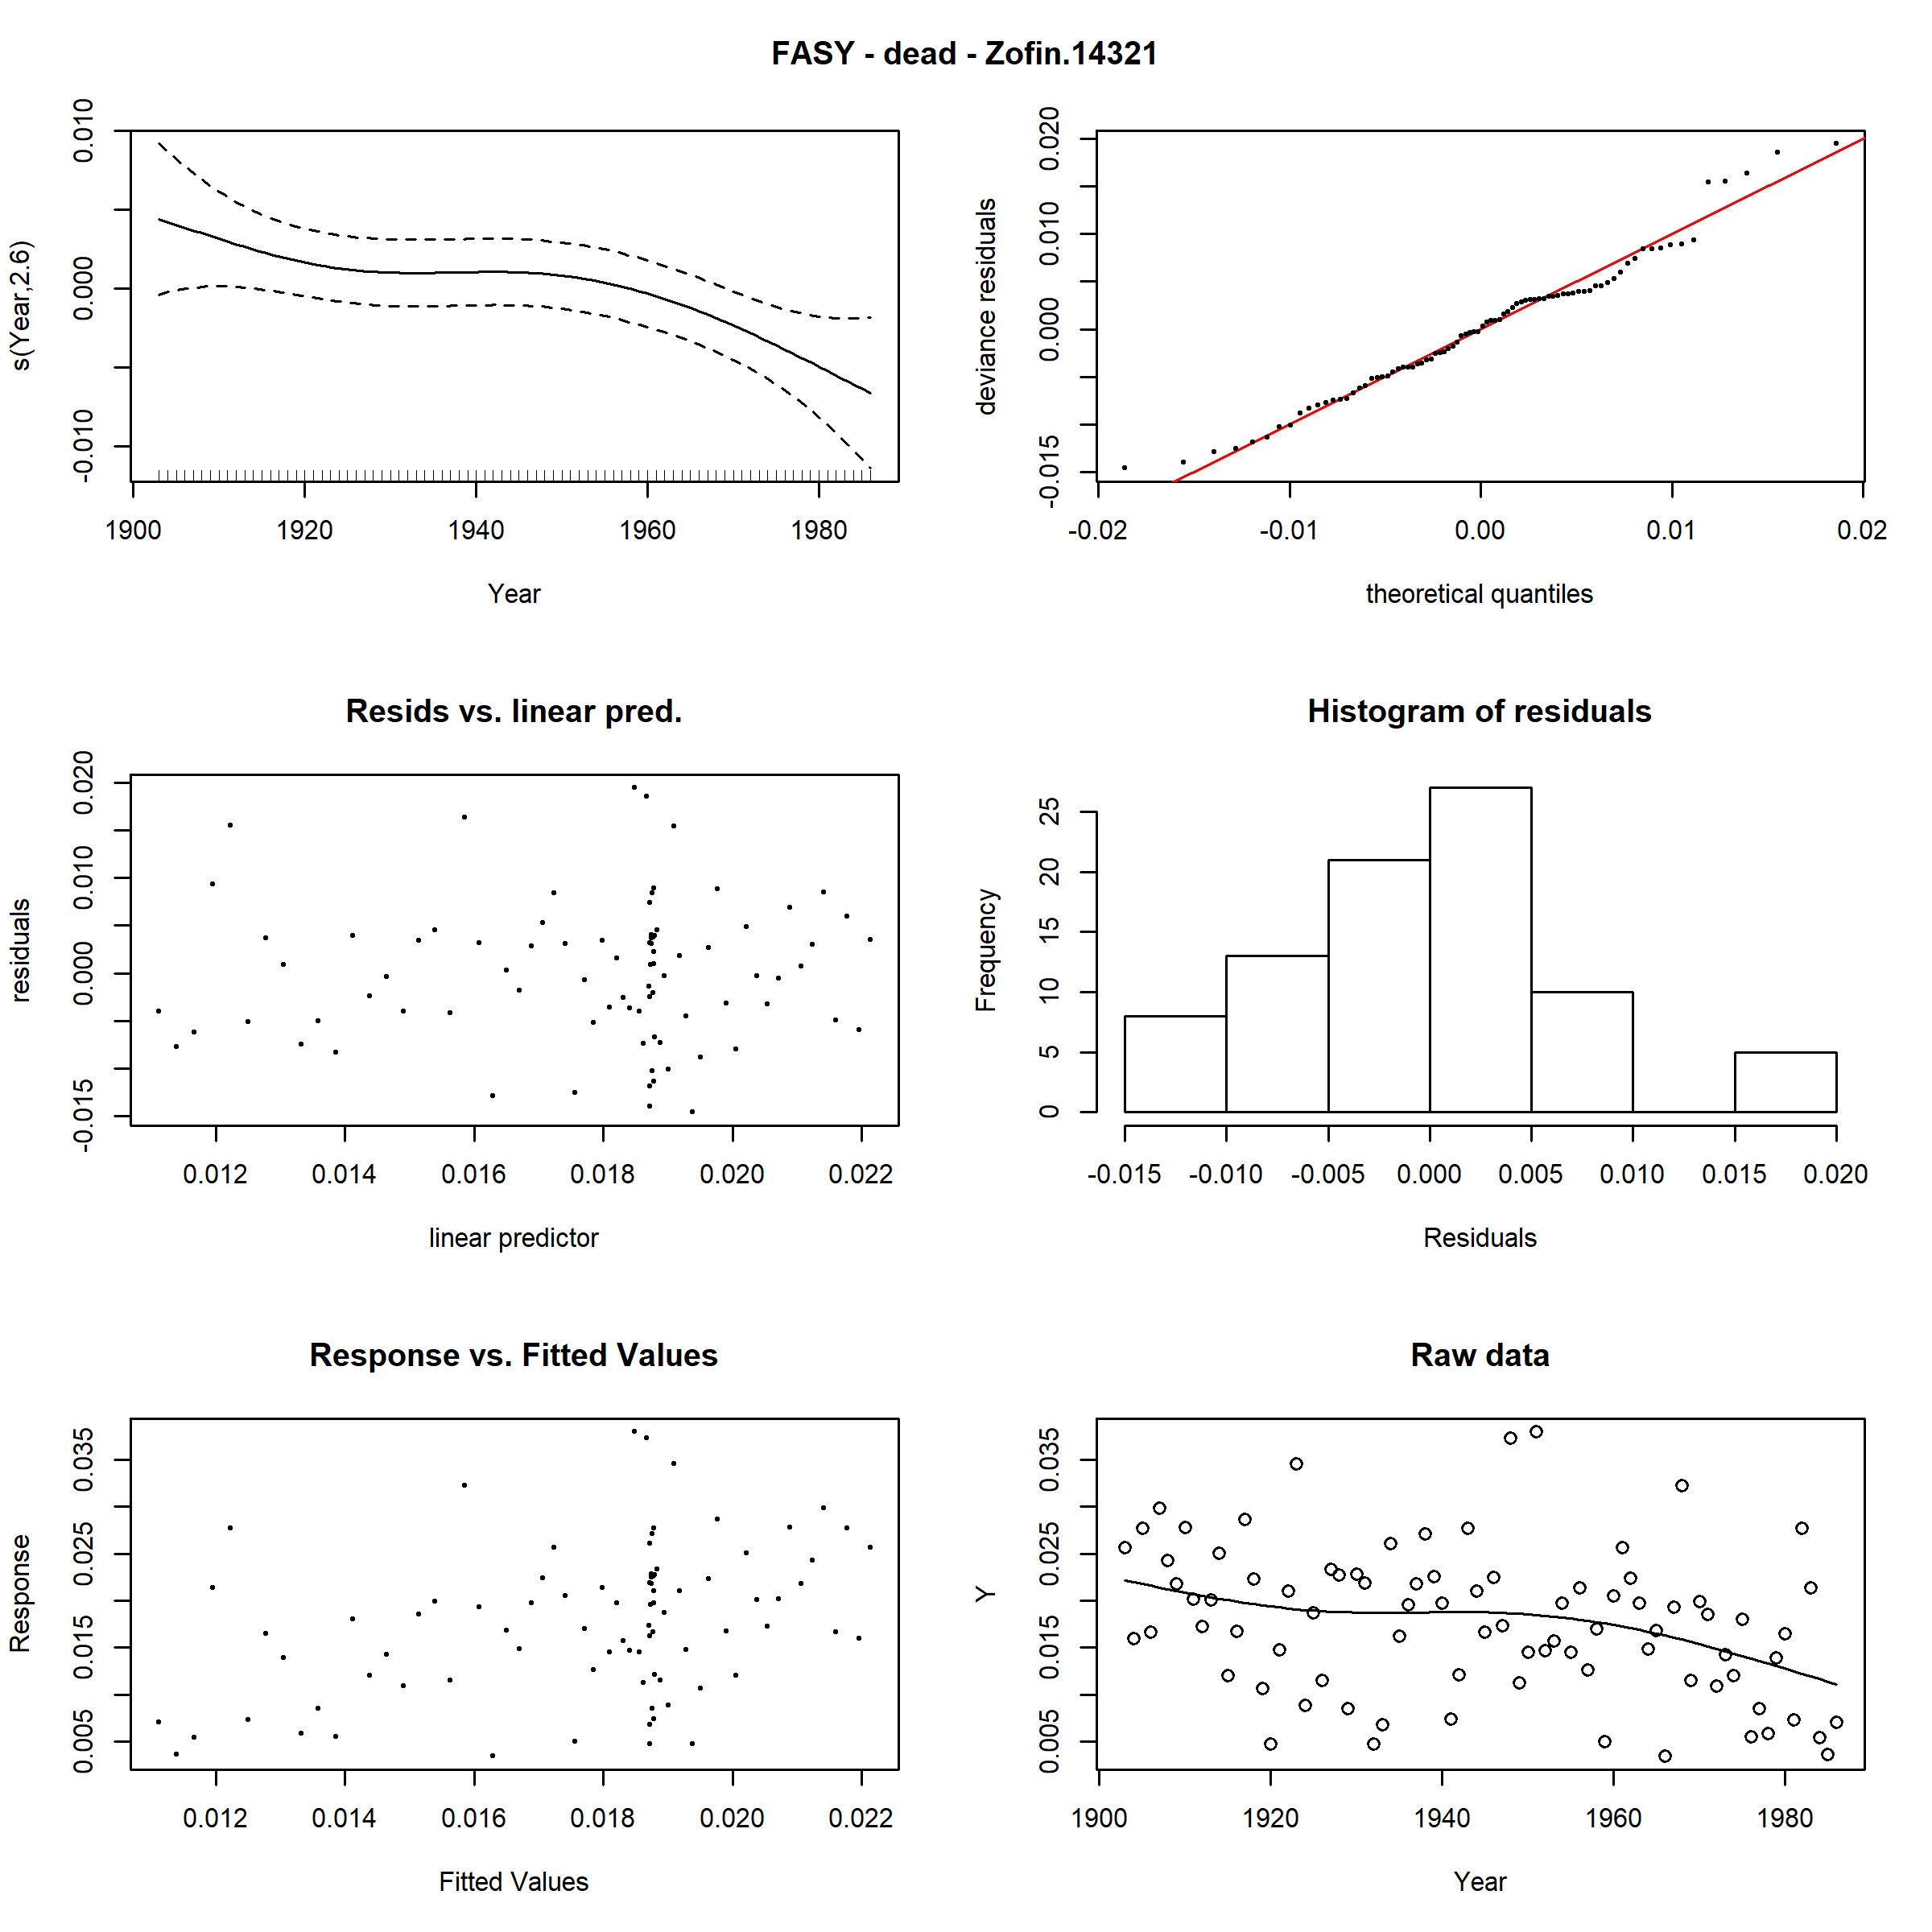 FASY - dead - Zofin.14321
s(Year,2.6)
-0.010 0.000 0.010
1900 1920 1940 1960 1980
Year
deviance residuals
-0.015 0.000 0.010 0.020
-0.02 -0.01 0.00 0.01 0.02
theoretical quantiles
Resids vs. linear pred.
residuals
-0.015 0.000 0.010 0.020
0.012 0.014 0.016 0.018 0.020 0.022
linear predictor
Histogram of residuals
Frequency
0 5 10 15 20 25
-0.015 -0.010 -0.005 0.000 0.005 0.010 0.015 0.020
Residuals
Response vs. Fitted Values
Response
0.005 0.015 0.025 0.035
0.012 0.014 0.016 0.018 0.020 0.022
Fitted Values
Raw data
Y
0.005 0.015 0.025 0.035
1900 1920 1940 1960 1980
Year